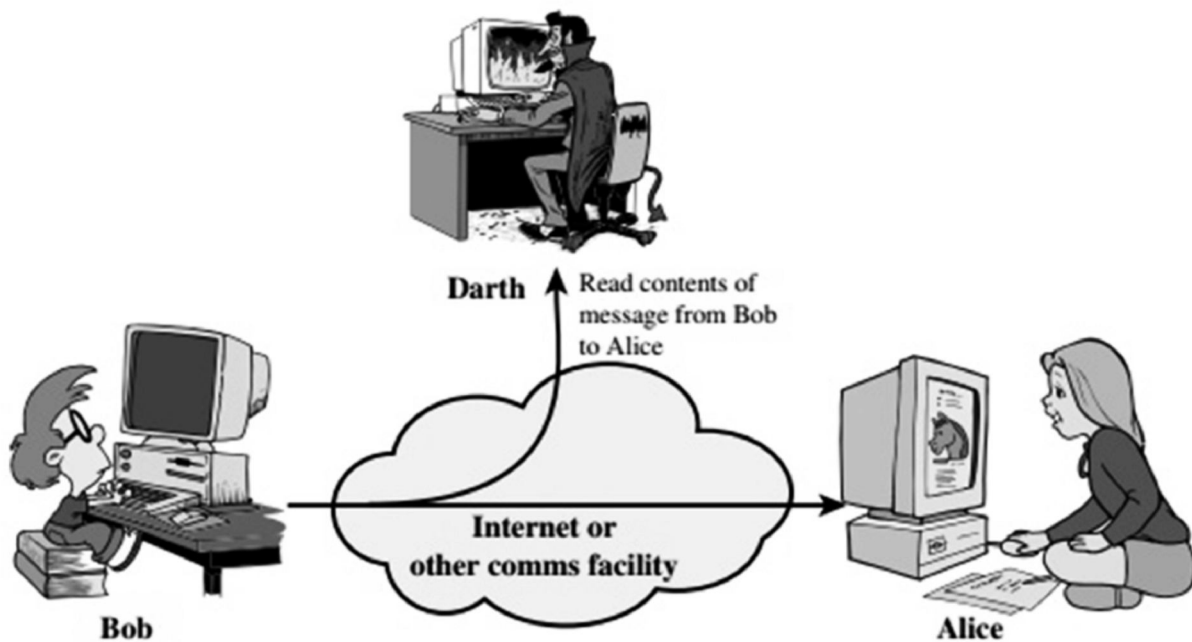 Darth
Read contents of
message from Bob
to Alice
Internet or
other comms facility
Bob
Alice